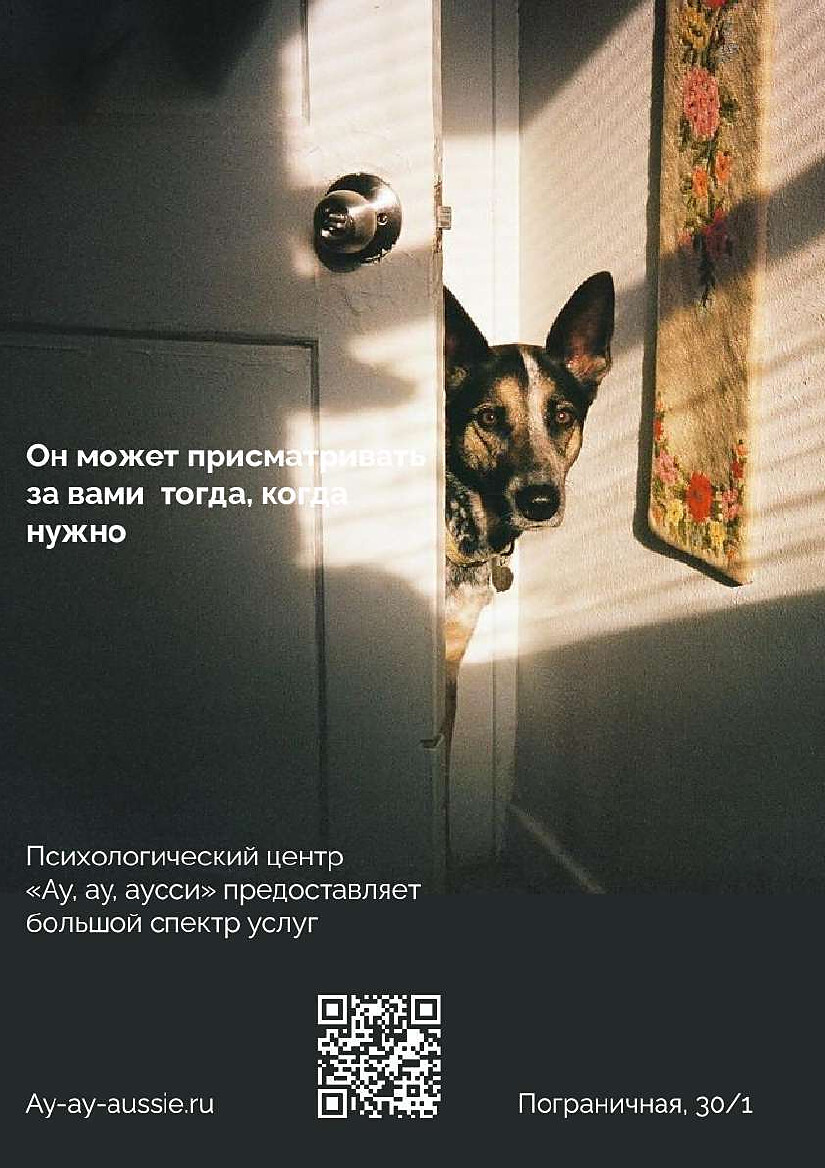 Он может присматривать
за вами  тогда, когда
нужно
Психологический центр
«Ау, ау, аусси» предоставляет
большой спектр услуг
Ay-ay-aussie.ru
Пограничная, 30/1